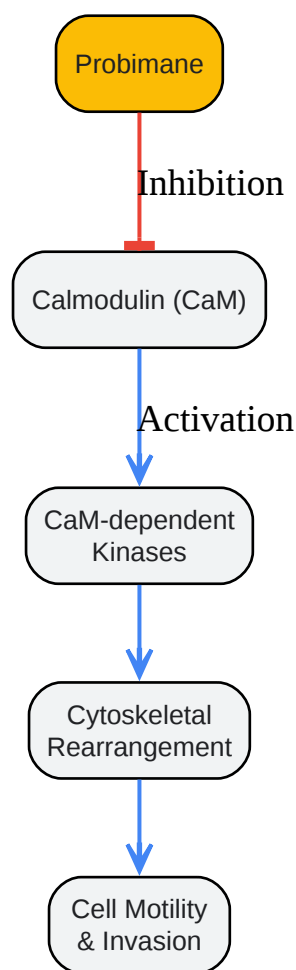 Probimane
Inhibition
Calmodulin (CaM)
Activation
CaM-dependent
Kinases
Cytoskeletal
Rearrangement
Cell Motility
& Invasion